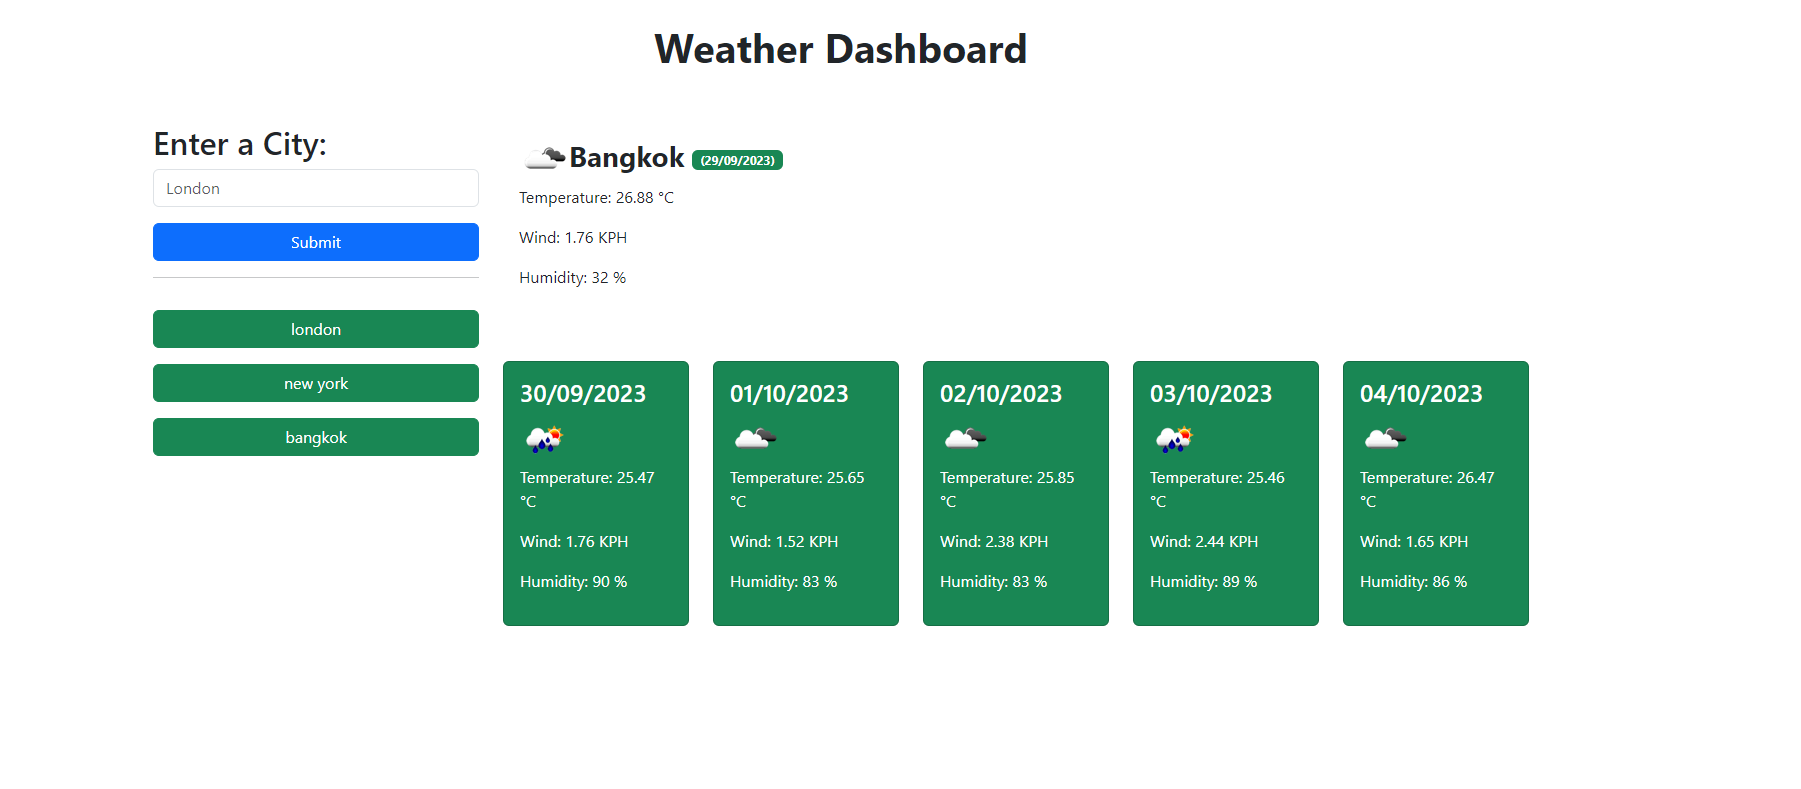 Weather Dashboard
Enter a City:
London
Submit
london
new york
bangkok
Bangkok (29/09/2023)
Temperature: 26.88 °C
Wind: 1.76 KPH
Humidity: 32 %
30/09/2023
Temperature: 25.47
°C
Wind: 1.76 KPH
Humidity: 90 %
01/10/2023
Temperature: 25.65
°C
Wind: 1.52 KPH
Humidity: 83 %
02/10/2023
Temperature: 25.85
°C
Wind: 2.38 KPH
Humidity: 83 %
03/10/2023
Temperature: 25.46
°C
Wind: 2.44 KPH
Humidity: 89 %
04/10/2023
Temperature: 26.47
°C
Wind: 1.65 KPH
Humidity: 86 %